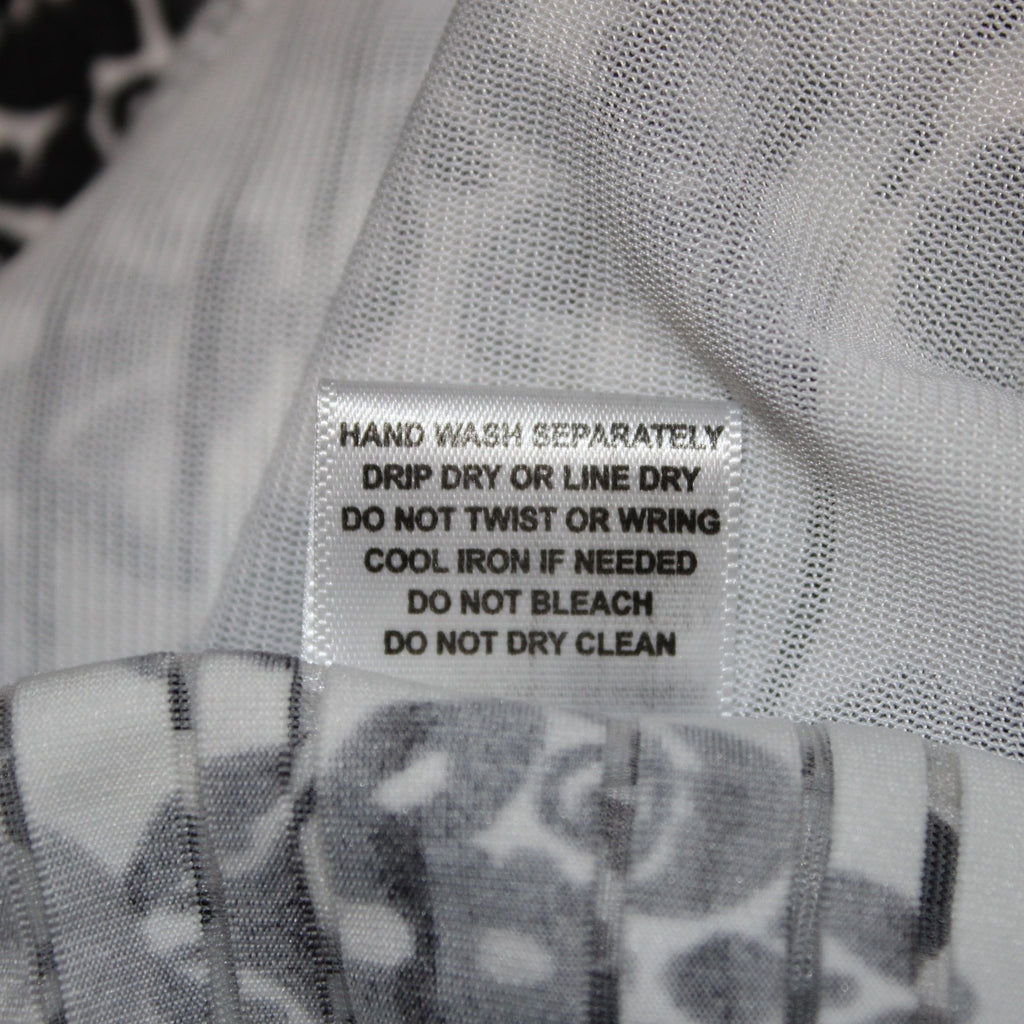 HAND WASH SEPARATELY
DRIP DRY OR LINE DRY
DO NOT TWIST OR WRING
COOL IRON IF NEEDED
DO NOT BLEACH
DO NOT DRY CLEAN